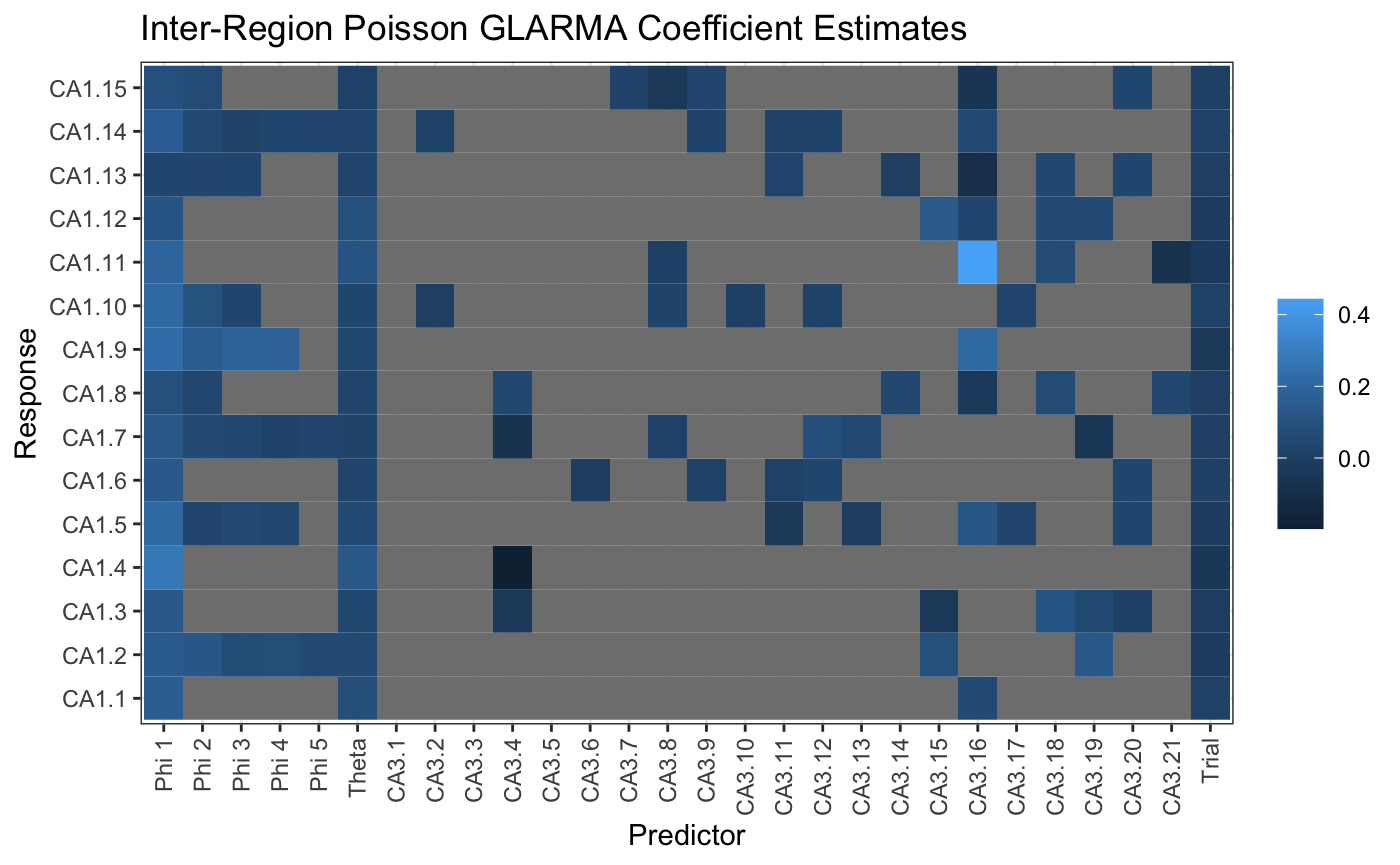 Inter-Region Poisson GLARMA Coefficient Estimates
Response
CA1.15
CA1.14
CA1.13
CA1.12
CA1.11
CA1.10
CA1.9
CA1.8
CA1.7
CA1.6
CA1.5
CA1.4
CA1.3
CA1.2
CA1.1
Phi 1
Phi 2
Phi 3
Phi 4
Phi 5
Theta
CA3.1
CA3.2
CA3.3
CA3.4
CA3.5
CA3.6
CA3.7
CA3.8
CA3.9
CA3.10
CA3.11
CA3.12
CA3.13
CA3.14
CA3.15
CA3.16
CA3.17
CA3.18
CA3.19
CA3.20
CA3.21
Trial
Predictor
0.4
0.2
0.0